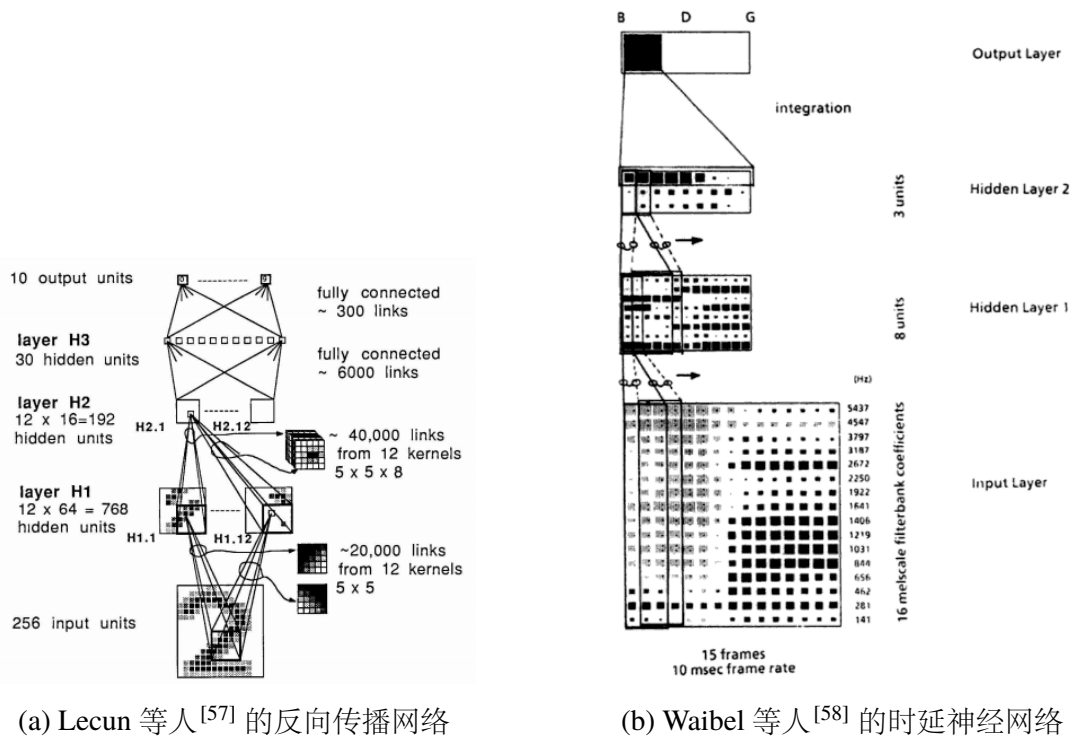 10 output units
fully connected
~ 300 links
layer H3
30 hidden units
fully connected
~ 6000 links
layer H2
12 x 16=192
hidden units
H2.1
H2.12
~ 40,000 links
from 12 kernels
5 x 5 x 8
layer H1
12 x 64 = 768
hidden units
H1.1
H1.12
~20,000 links
from 12 kernels
5 x 5
256 input units
(a) Lecun 等人[57] 的反向传播网络
B D G
Output Layer
integration
3 units
Hidden Layer 2
8 units
Hidden Layer 1
(Hz)
5437
4547
3797
3187
2672
2250
1922
1641
1406
1219
1031
844
656
462
281
141
16 melscale filterbank coefficients
Input Layer
15 frames
10 msec frame rate
(b) Waibel 等人[58] 的时延神经网络